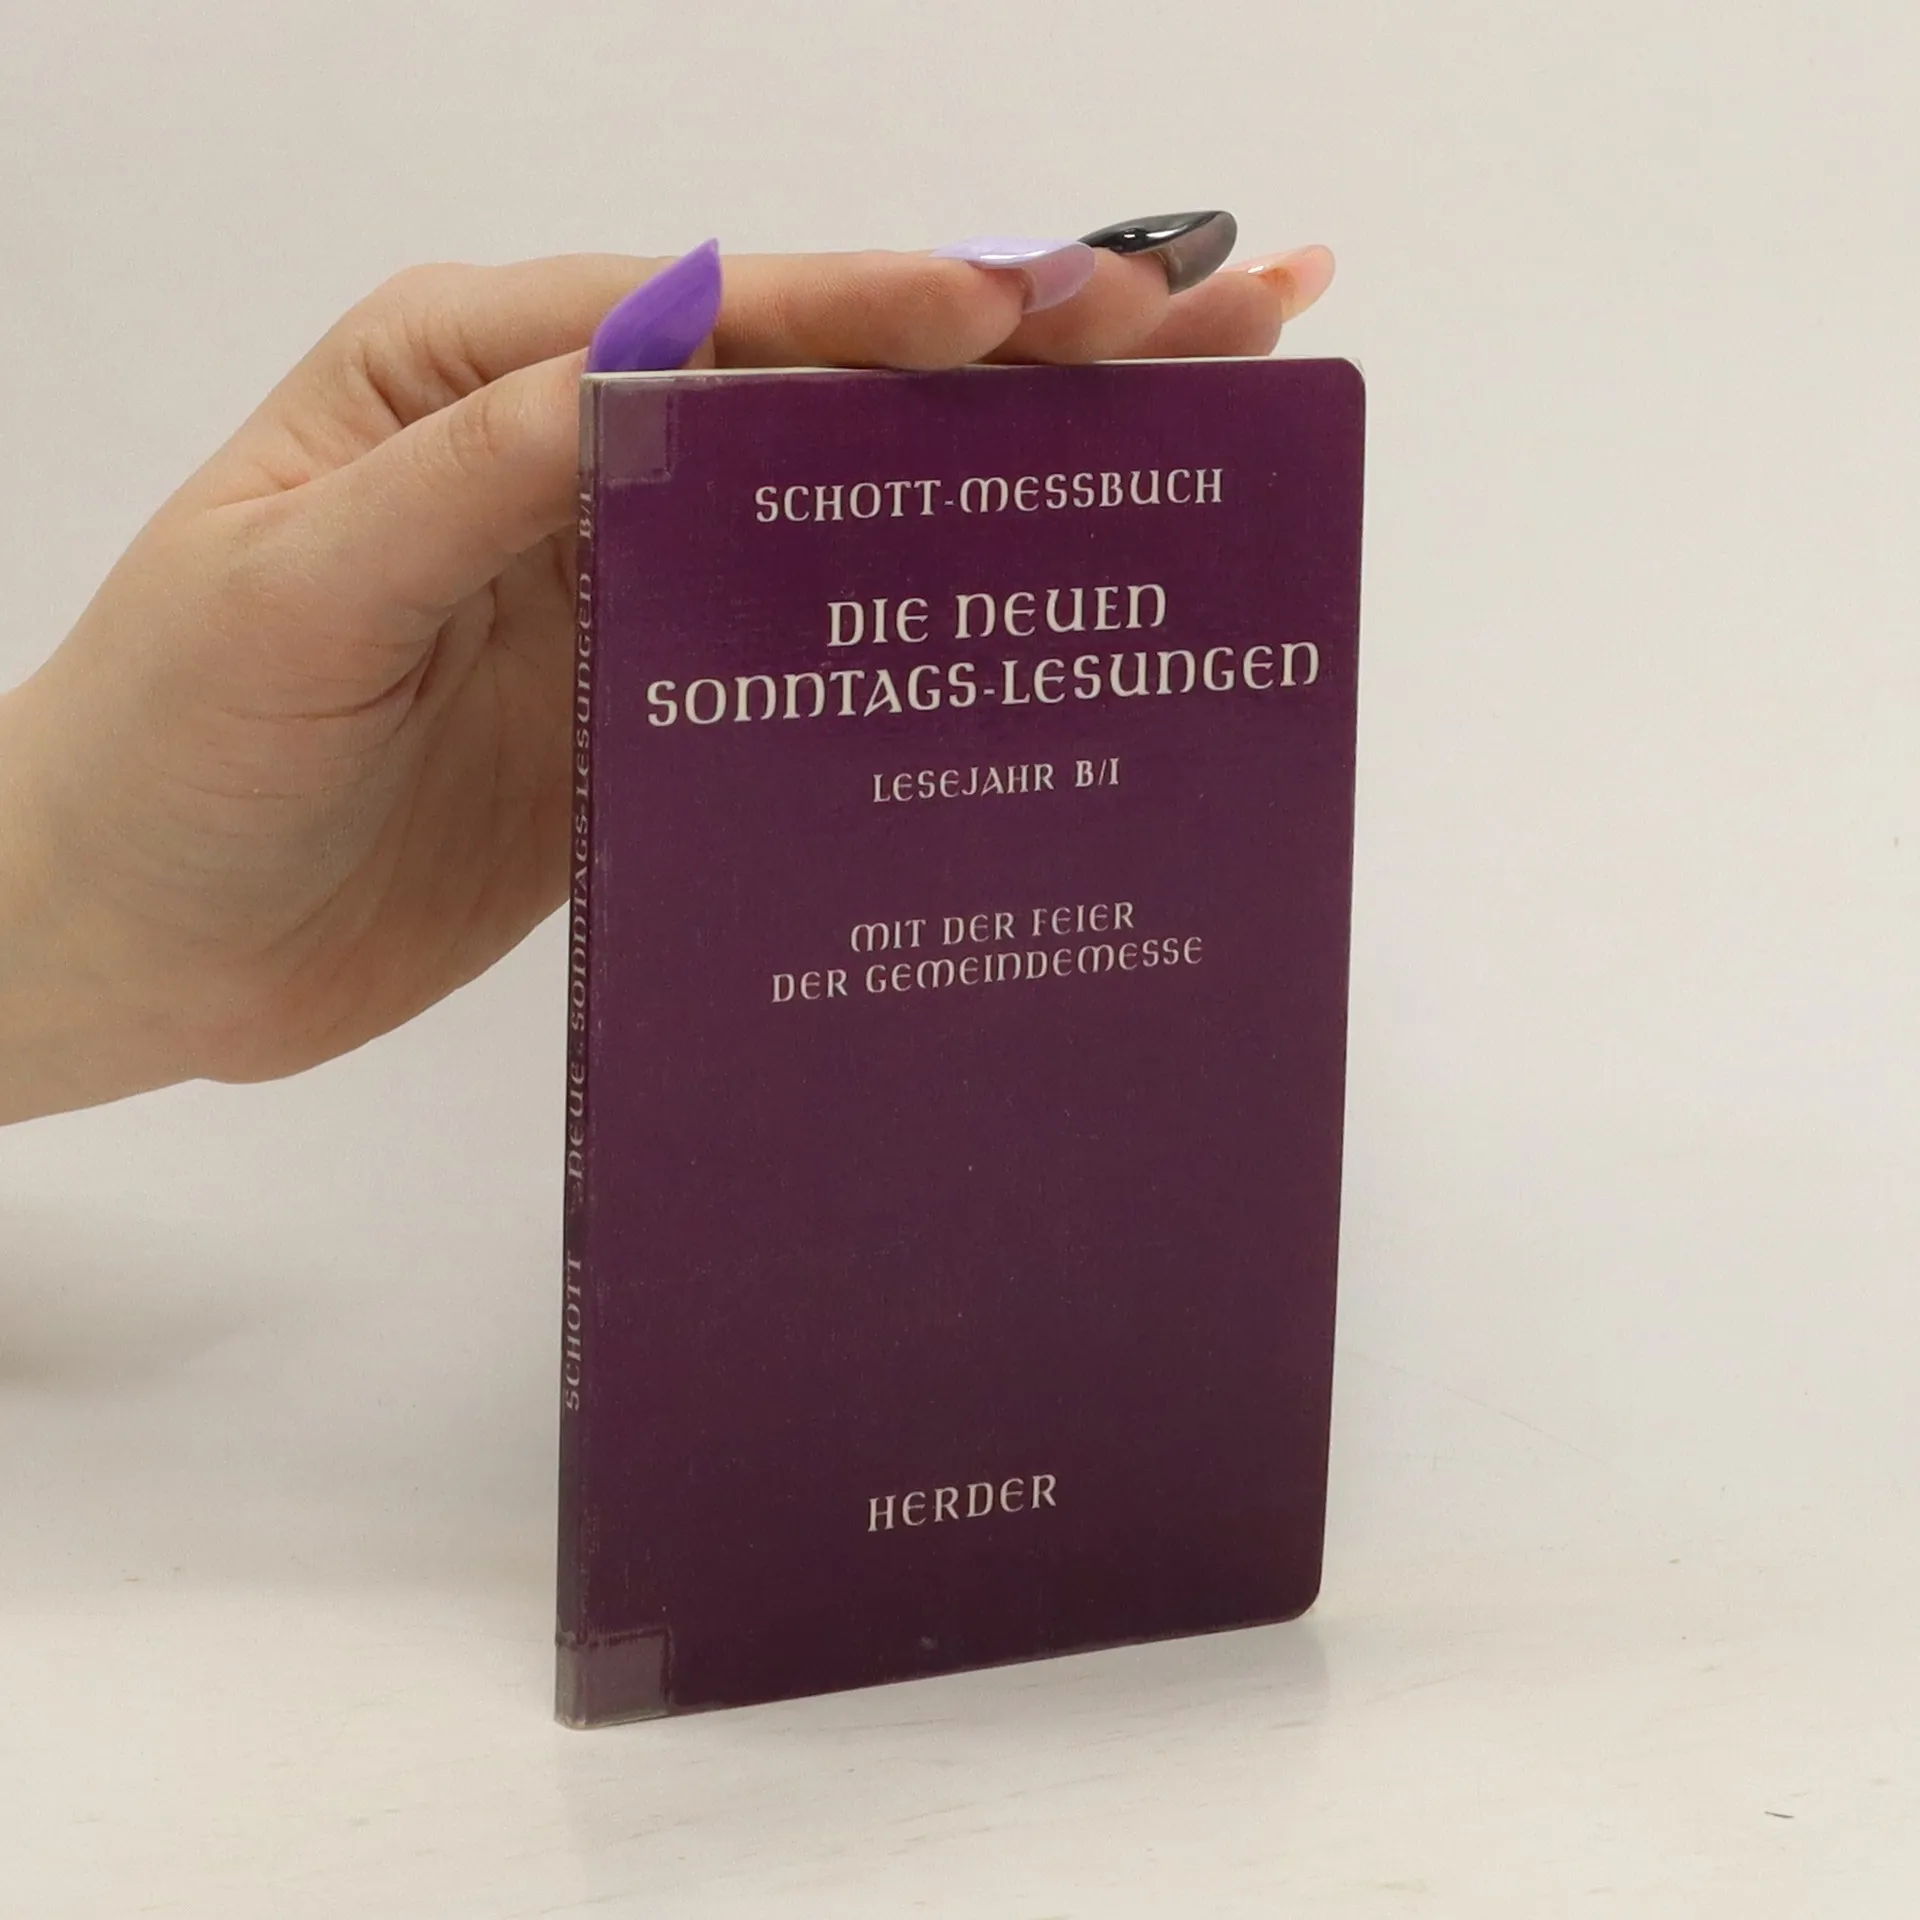 SCHOTT-MESSBUCH
DIE NEUEN
SONNTAGS-LESUNGEN
LESEJAHR B/I
MIT DER FEIER
DER GEMEINDEMESSE
HERDER
SCHOTT NEUE SONNTAGS-LESUNGEN B/I